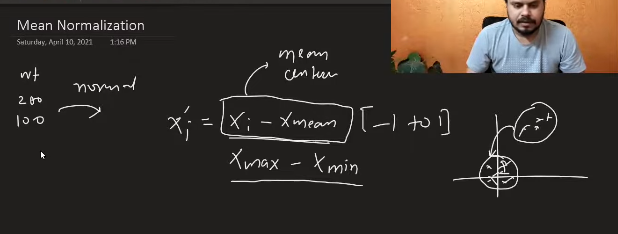 Mean Normalization
Saturday, April 10, 2021 1:16 PM
mean
center
wt
normal
200
100
x'i = xi - xmean [-1 to 1]
xmax - xmin